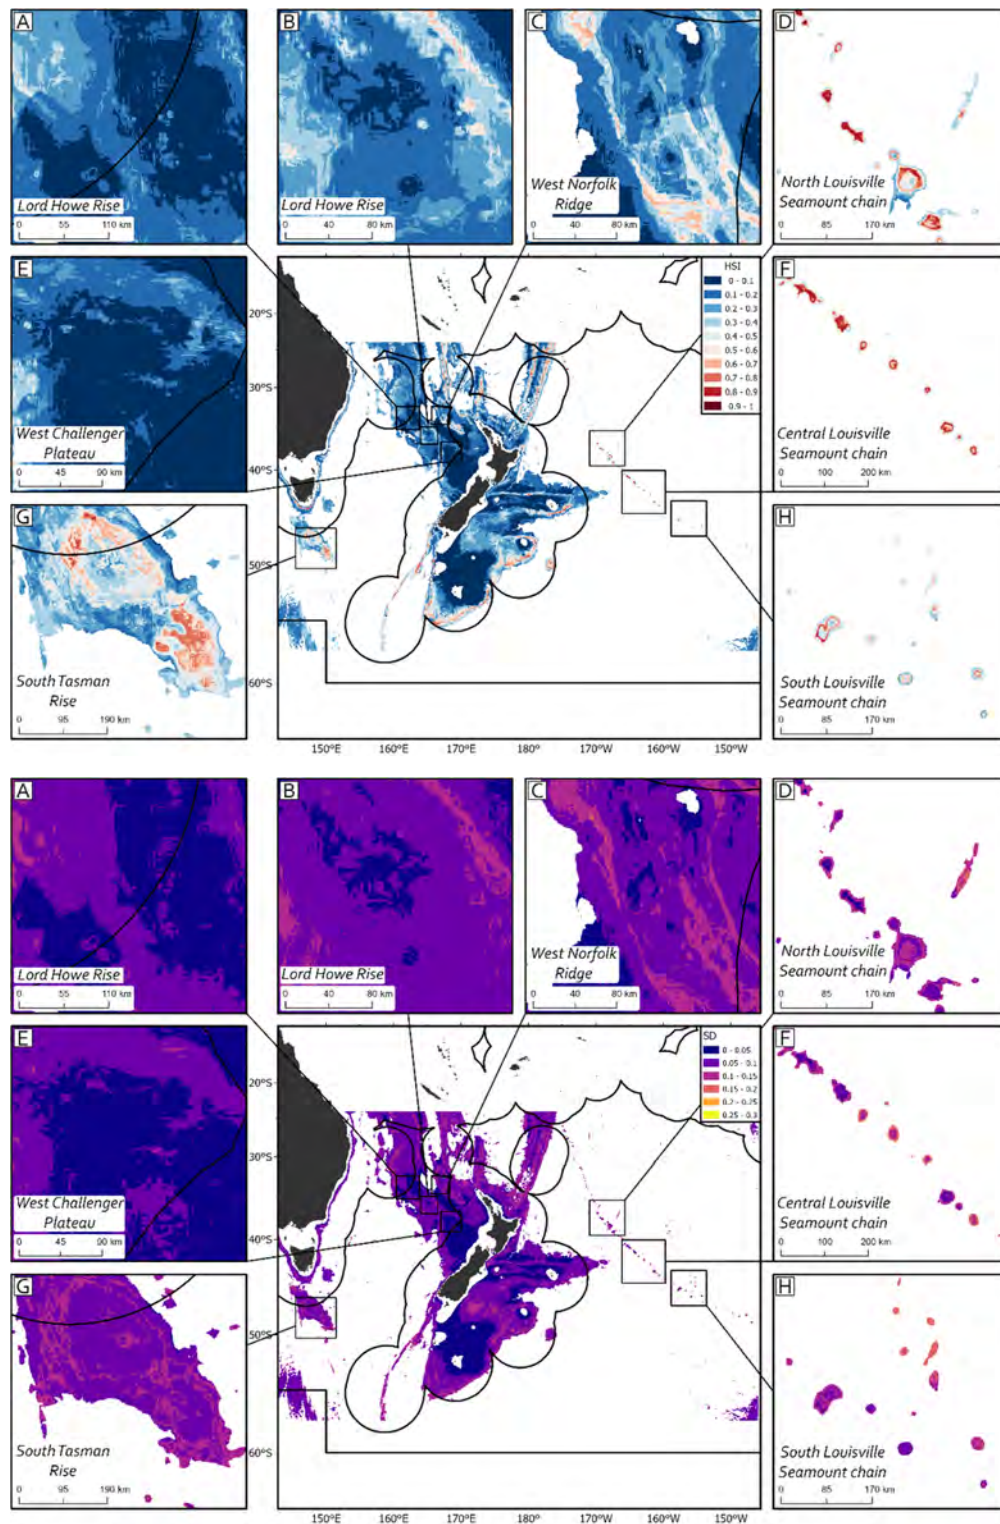 A
B
C
D
Lord Howe Rise
0 55 110 km
Lord Howe Rise
0 40 80 km
West Norfolk
Ridge
0 40 80 km
North Louisville
Seamount chain
0 85 170 km
E
West Challenger
Plateau
0 45 90 km
HSI
0 - 0.1
0.1 - 0.2
0.2 - 0.3
0.3 - 0.4
0.4 - 0.5
0.5 - 0.6
0.6 - 0.7
0.7 - 0.8
0.8 - 0.9
0.9 - 1
20°S
30°S
40°S
50°S
60°S
F
Central Louisville
Seamount chain
0 100 200 km
G
South Tasman
Rise
0 95 190 km
H
South Louisville
Seamount chain
0 85 170 km
150°E 160°E 170°E 180° 170°W 160°W 150°W
A
B
C
D
Lord Howe Rise
0 55 110 km
Lord Howe Rise
0 40 80 km
West Norfolk
Ridge
0 40 80 km
North Louisville
Seamount chain
0 85 170 km
E
West Challenger
Plateau
0 45 90 km
SD
0 - 0.05
0.05 - 0.1
0.1 - 0.15
0.15 - 0.2
0.2 - 0.25
0.25 - 0.3
20°S
30°S
40°S
50°S
60°S
F
Central Louisville
Seamount chain
0 100 200 km
G
South Tasman
Rise
0 95 190 km
H
South Louisville
Seamount chain
0 85 170 km
150°E 160°E 170°E 180° 170°W 160°W 150°W